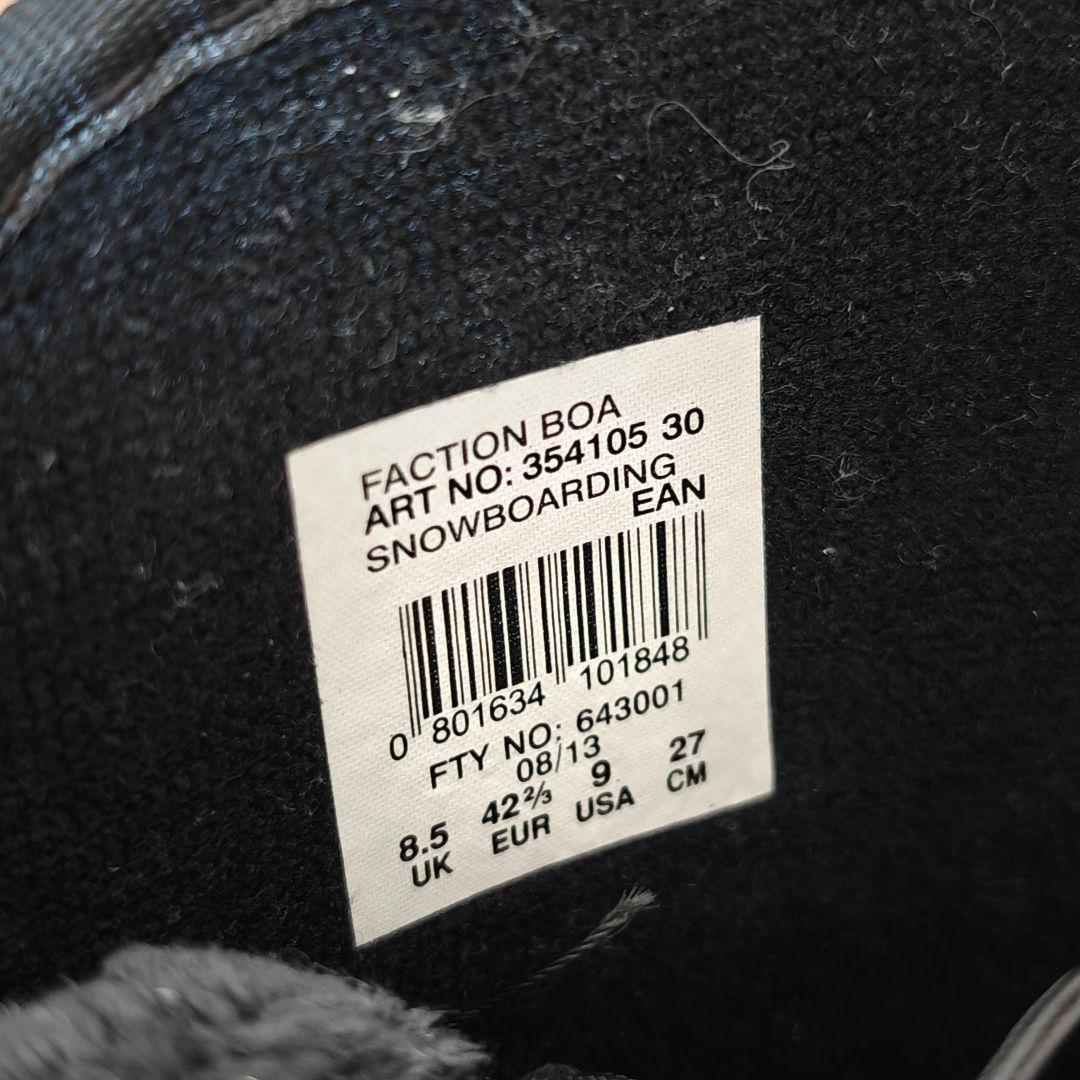 FACTION BOA
ART NO: 354105 30
SNOWBOARDING
EAN
0 801634 101848
FTY NO: 643001
08/13
8.5 42⅔ 9 27
UK EUR USA CM